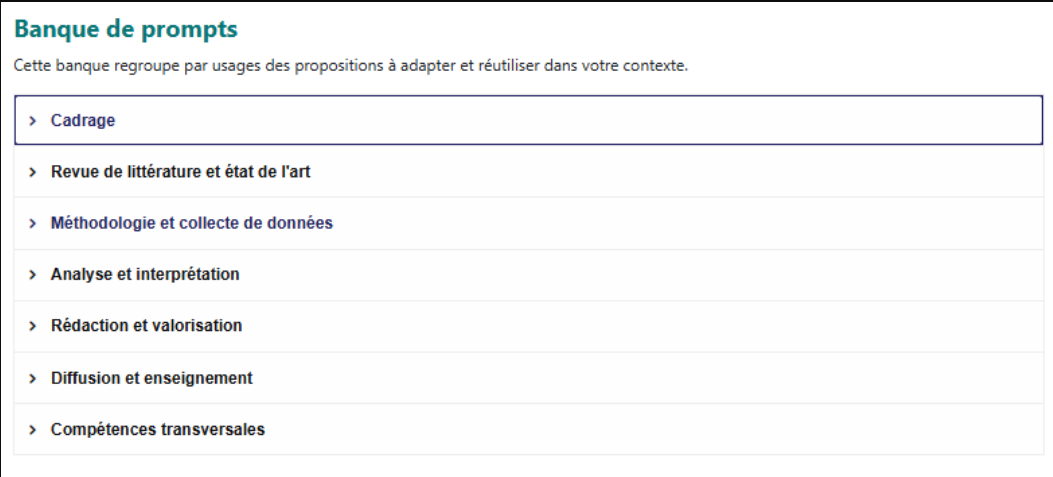 Banque de prompts
Cette banque regroupe par usages des propositions à adapter et réutiliser dans votre contexte.
Cadrage
Revue de littérature et état de l'art
Méthodologie et collecte de données
Analyse et interprétation
Rédaction et valorisation
Diffusion et enseignement
Compétences transversales